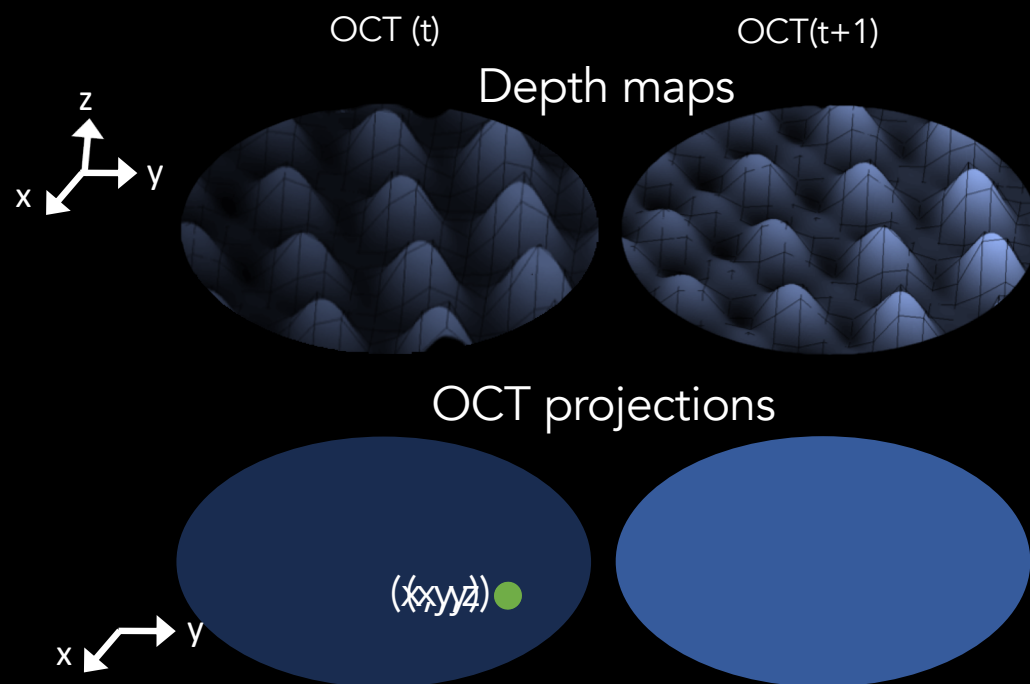 OCT (t)
OCT(t+1)
Depth maps
z
y
x
OCT projections
y
x